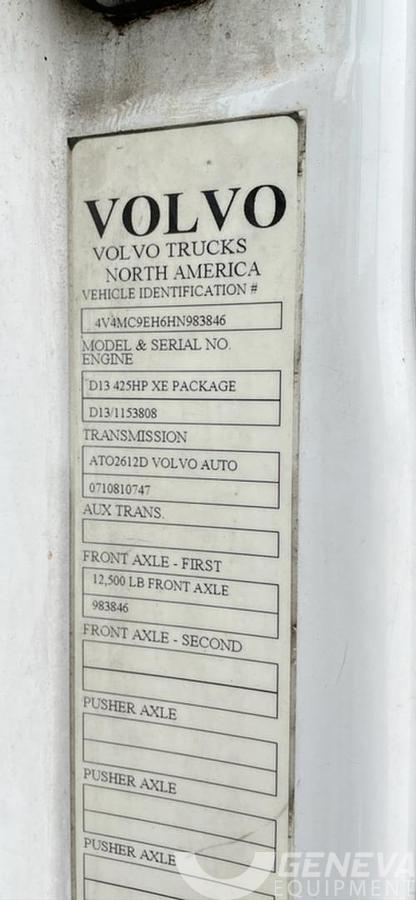 VOLVO
VOLVO TRUCKS
NORTH AMERICA
VEHICLE IDENTIFICATION #
4V4MC9EH6HN983846
MODEL & SERIAL NO.
ENGINE
D13 425HP XE PACKAGE
D13/1153808
TRANSMISSION
ATO2612D VOLVO AUTO
0710810747
AUX TRANS.
FRONT AXLE - FIRST
12,500 LB FRONT AXLE
983846
FRONT AXLE - SECOND
PUSHER AXLE
PUSHER AXLE
PUSHER AXLE
GENEVA
EQUIPMENT